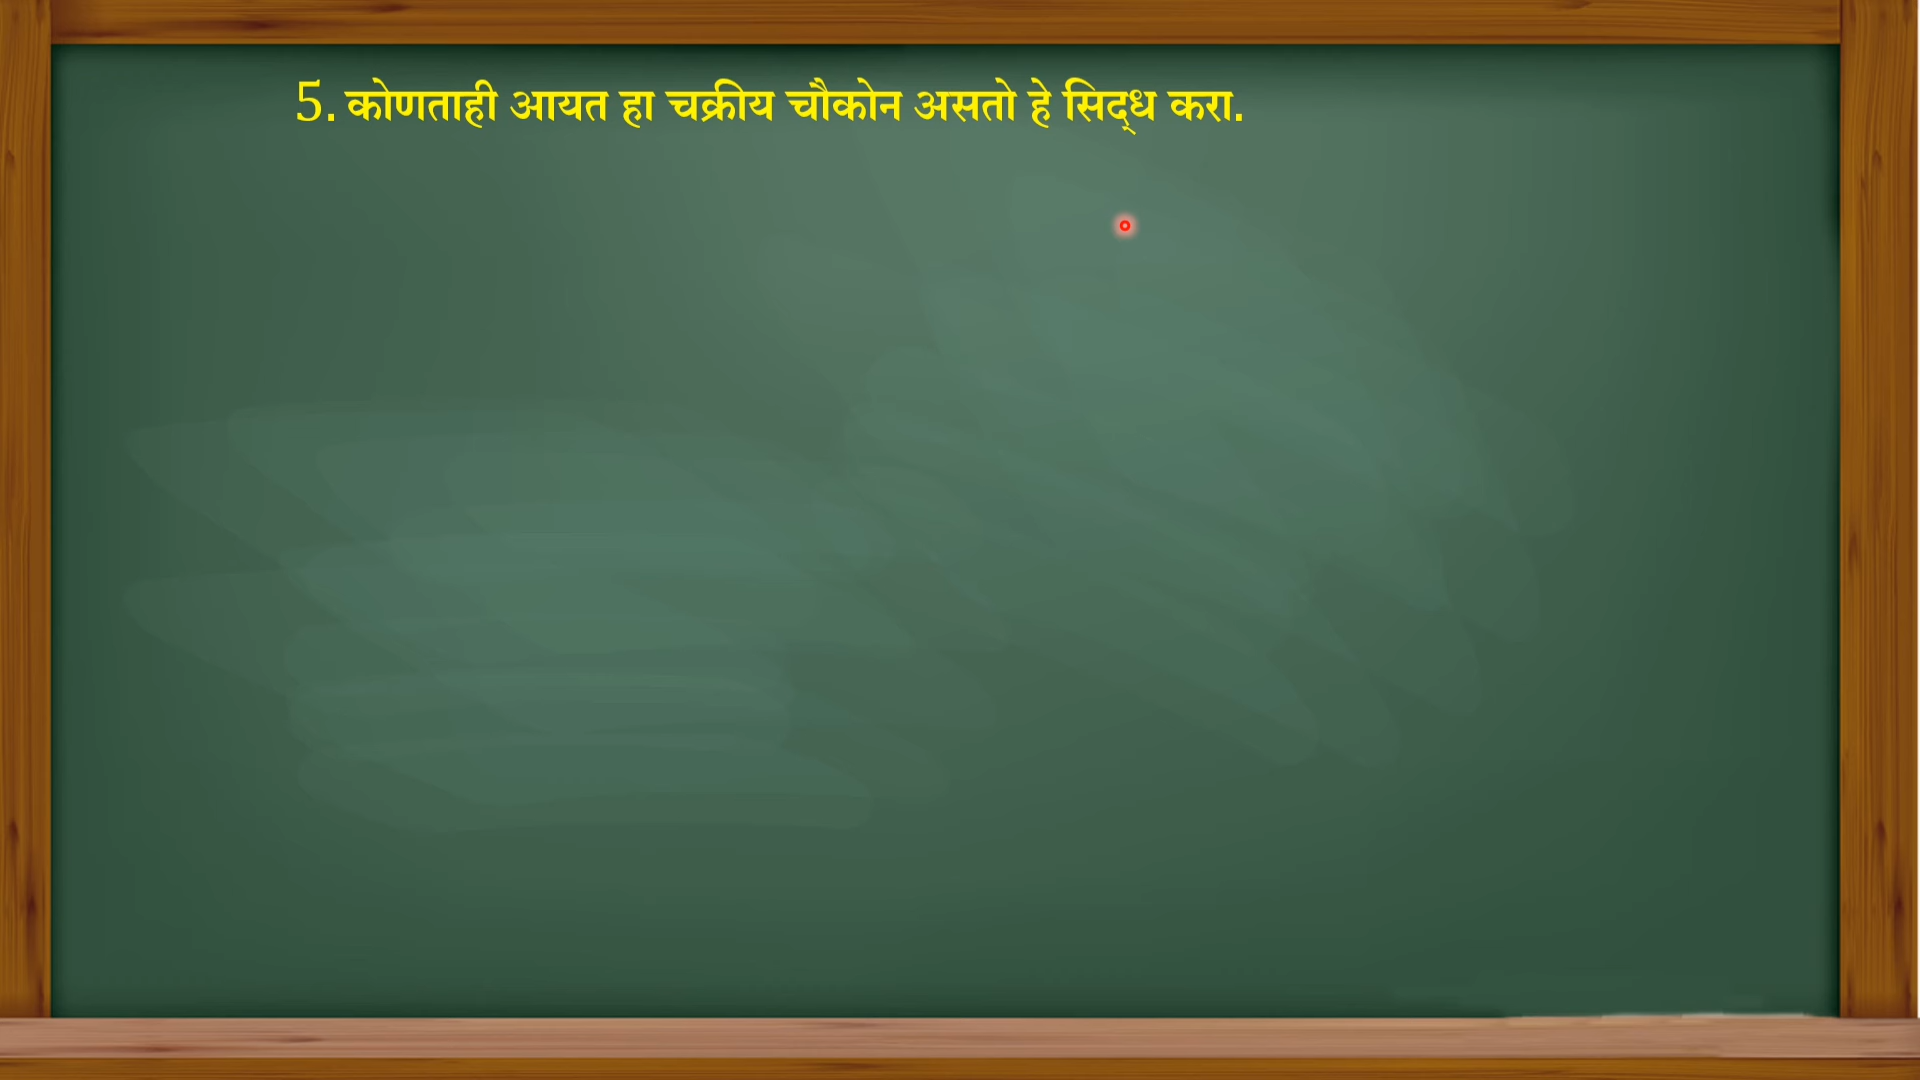 5. कोणताही आयत हा चक्रीय चौकोन असतो हे सिद्‌ध करा.